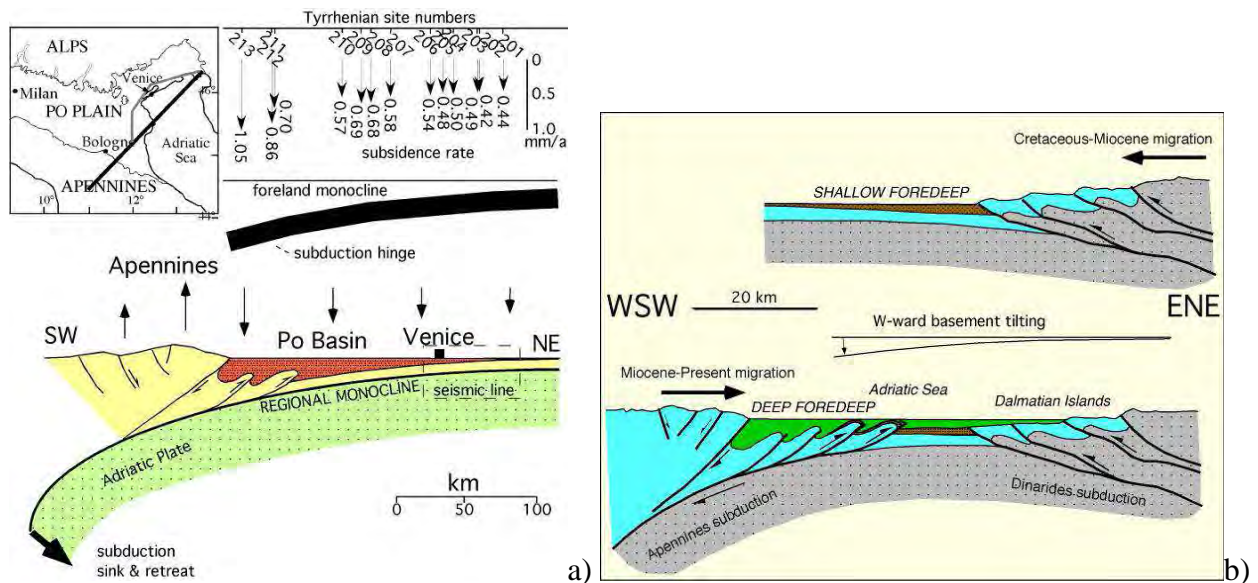 Tyrrhenian site numbers
213
211
212
210
209
208
207
206
205
204
203
202
201
0
0.5
1.0
mm/a
1.05
0.86
0.70
0.57
0.69
0.68
0.58
0.54
0.48
0.50
0.49
0.42
0.44
subsidence rate
ALPS
Venice
Milan
PO PLAIN
Bologna
Adriatic
Sea
APENNINES
10°
12°
foreland monocline
subduction hinge
Apennines
SW
Po Basin
Venice
NE
REGIONAL MONOCLINE
seismic line
Adriatic Plate
km
0 50 100
subduction
sink & retreat
a)
Cretaceous-Miocene migration
SHALLOW FOREDEEP
WSW
20 km
ENE
W-ward basement tilting
Miocene-Present migration
Adriatic Sea
DEEP FOREDEEP
Dalmatian Islands
Apennines subduction
Dinarides subduction
b)